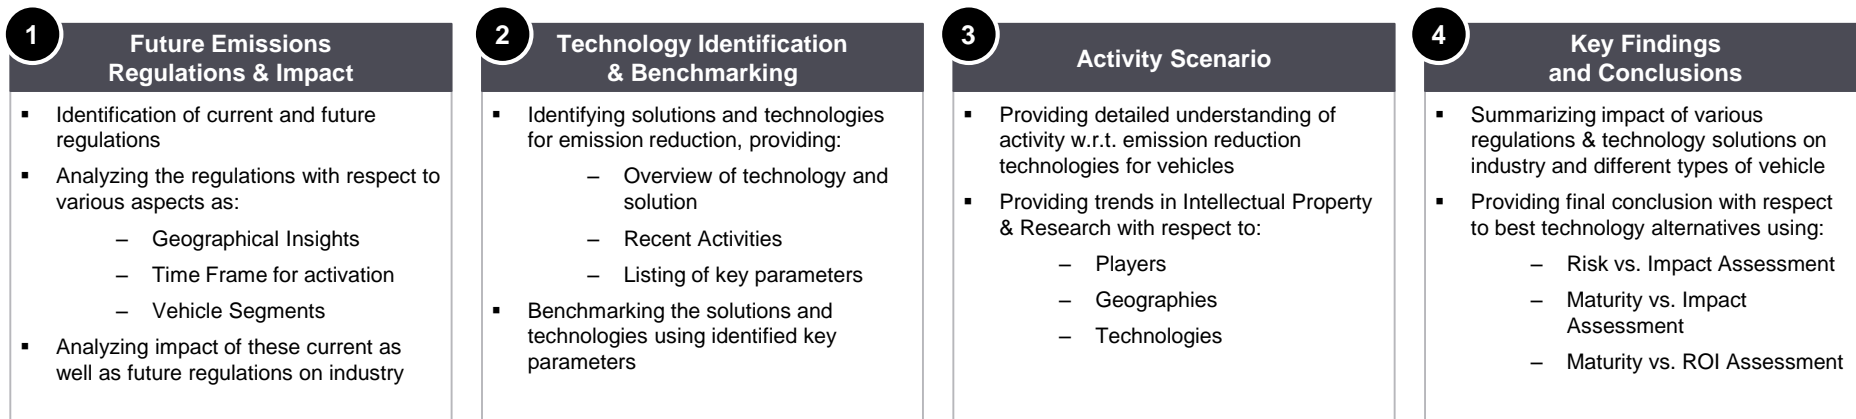 1
Future Emissions
Regulations & Impact
▪ Identification of current and future
regulations
▪ Analyzing the regulations with respect to
various aspects as:
– Geographical Insights
– Time Frame for activation
– Vehicle Segments
▪ Analyzing impact of these current as
well as future regulations on industry
2
Technology Identification
& Benchmarking
▪ Identifying solutions and technologies
for emission reduction, providing:
– Overview of technology and
solution
– Recent Activities
– Listing of key parameters
▪ Benchmarking the solutions and
technologies using identified key
parameters
3
Activity Scenario
▪ Providing detailed understanding of
activity w.r.t. emission reduction
technologies for vehicles
▪ Providing trends in Intellectual Property
& Research with respect to:
– Players
– Geographies
– Technologies
4
Key Findings
and Conclusions
▪ Summarizing impact of various
regulations & technology solutions on
industry and different types of vehicle
▪ Providing final conclusion with respect
to best technology alternatives using:
– Risk vs. Impact Assessment
– Maturity vs. Impact
Assessment
– Maturity vs. ROI Assessment